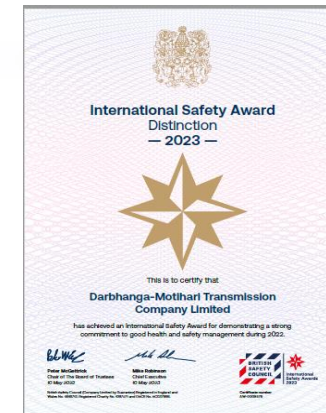 International Safety Award
Distinction
— 2023 —
This is to certify that
Darbhanga-Motihari Transmission
Company Limited
has achieved an International Safety Award for demonstrating a strong
commitment to good health and safety management during 2022.
Peter McGettrick
Chair of The Board of Trustees
Mike Robinson
Chief Executive
BRITISH
SAFETY
COUNCIL
International
Safety Awards
Certificate number